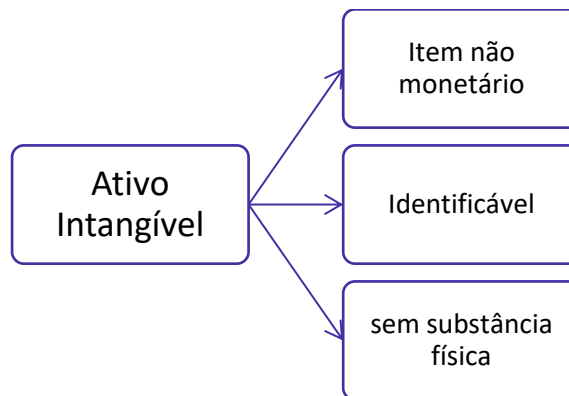 Ativo
Intangível
Item não
monetário
Identificável
sem substância
física